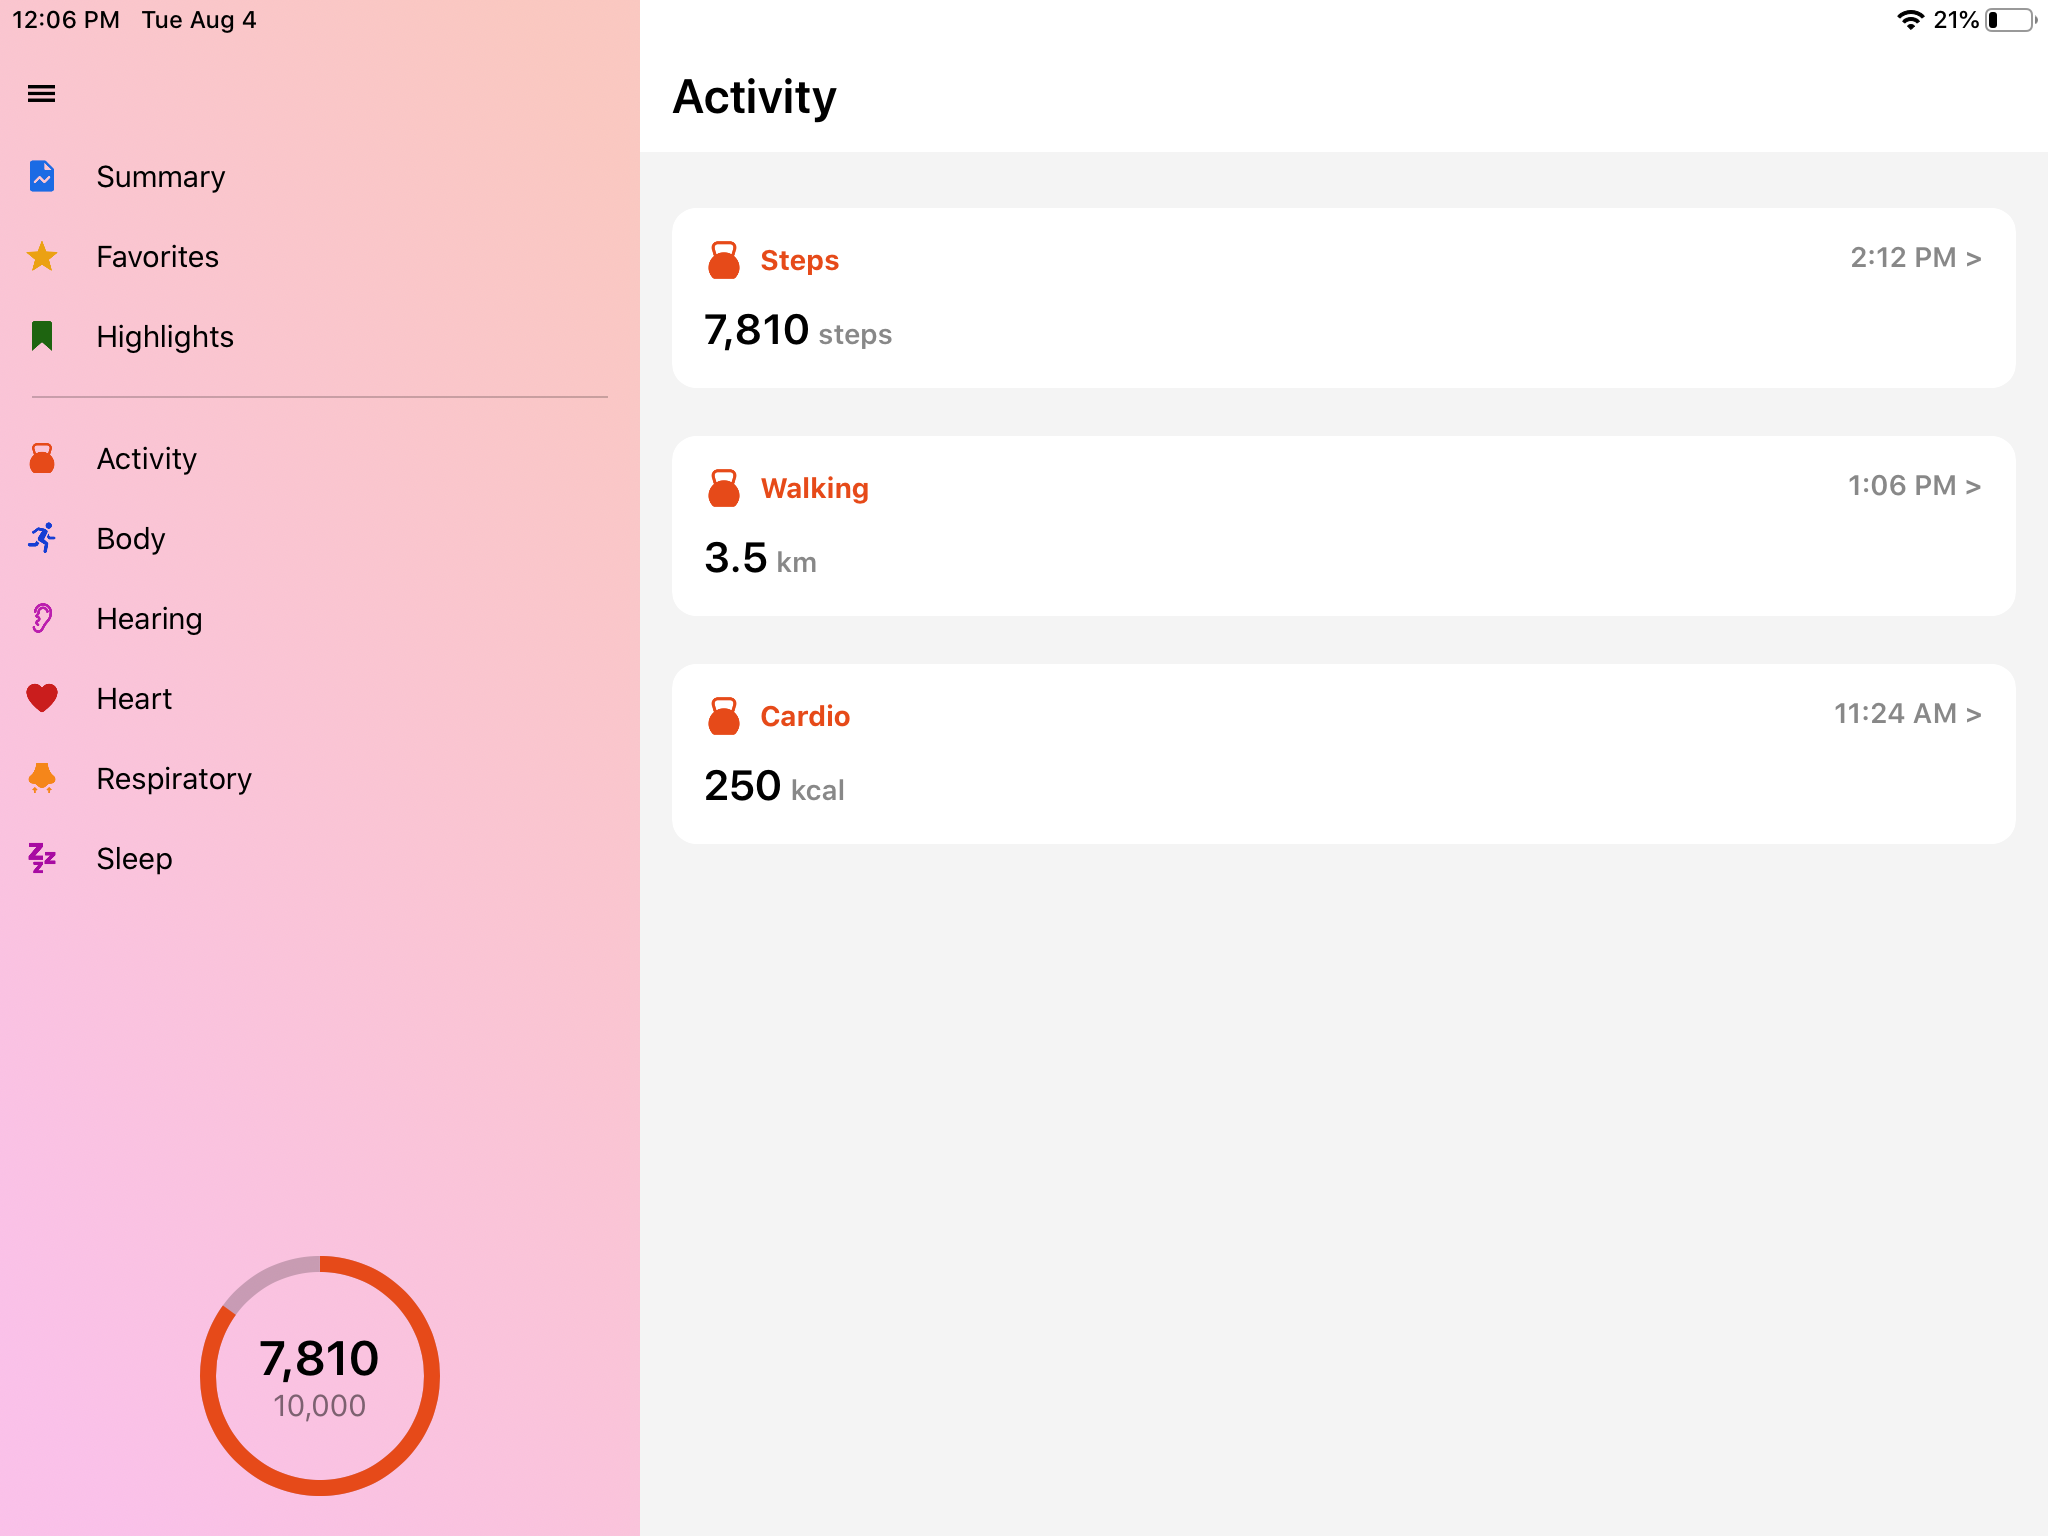 12:06 PM Tue Aug 4
21%
Summary
Favorites
Highlights
Activity
Body
Hearing
Heart
Respiratory
Sleep
7,810
10,000
Activity
Steps
2:12 PM >
7,810 steps
Walking
1:06 PM >
3.5 km
Cardio
11:24 AM >
250 kcal